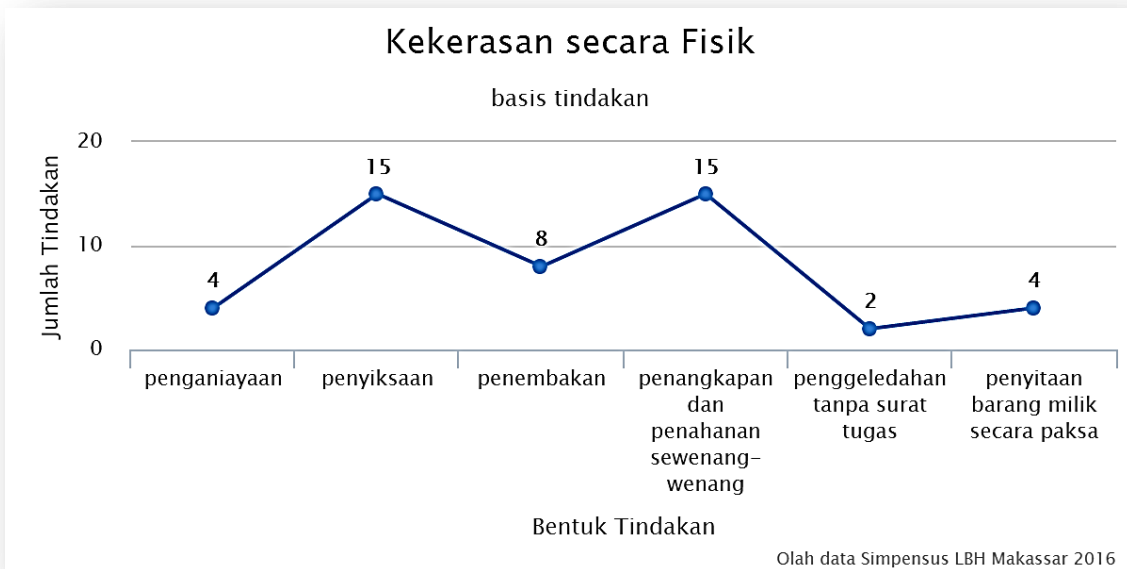 Kekerasan secara Fisik
basis tindakan
Jumlah Tindakan
20
10
0
4
15
8
15
2
4
penganiayaan
penyiksaan
penembakan
penangkapan
dan
penahanan
sewenang-
wenang
penggeledahan
tanpa surat
tugas
penyitaan
barang milik
secara paksa
Bentuk Tindakan
Olah data Simpensus LBH Makassar 2016